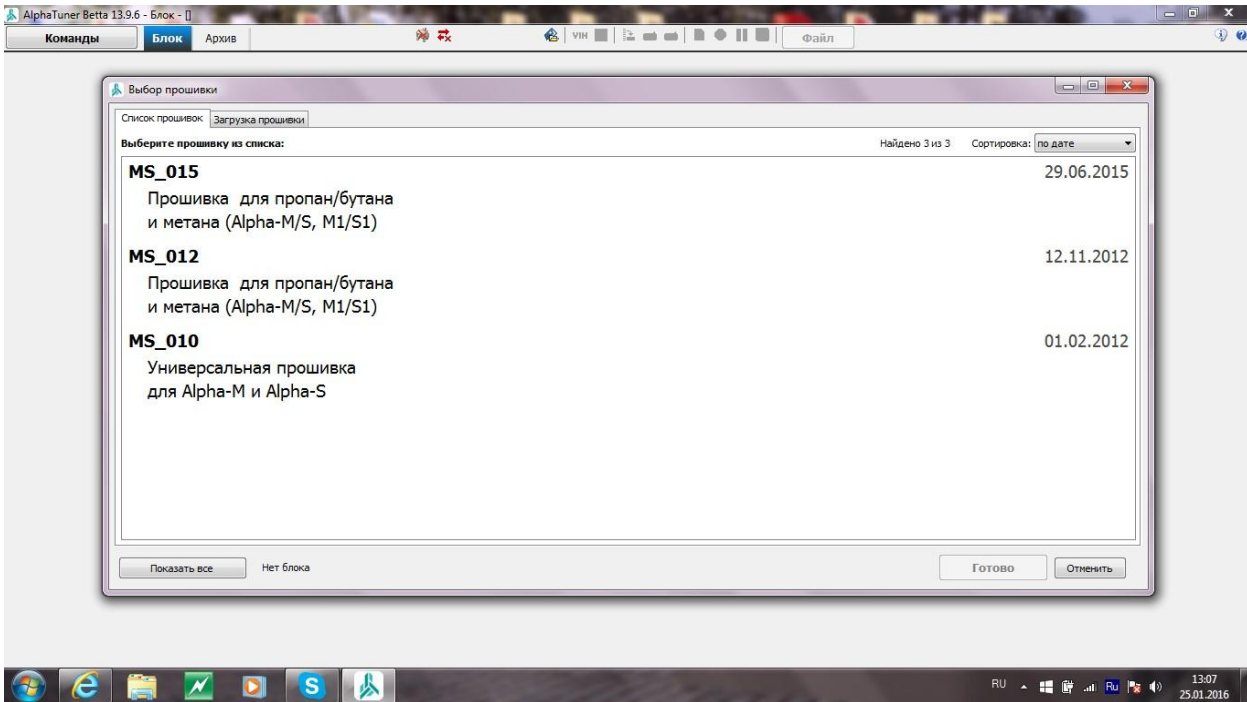 AlphaTuner Betta 13.9.6 - Блок - []
Команды Блок Архив VIN Файл
Выбор прошивки
Список прошивок Загрузка прошивки
Выберите прошивку из списка: Найдено 3 из 3 Сортировка: по дате
MS_015 29.06.2015
Прошивка для пропан/бутана
и метана (Alpha-M/S, M1/S1)
MS_012 12.11.2012
Прошивка для пропан/бутана
и метана (Alpha-M/S, M1/S1)
MS_010 01.02.2012
Универсальная прошивка
для Alpha-M и Alpha-S
Показать все Нет блока Готово Отменить
RU Ru 13:07
25.01.2016